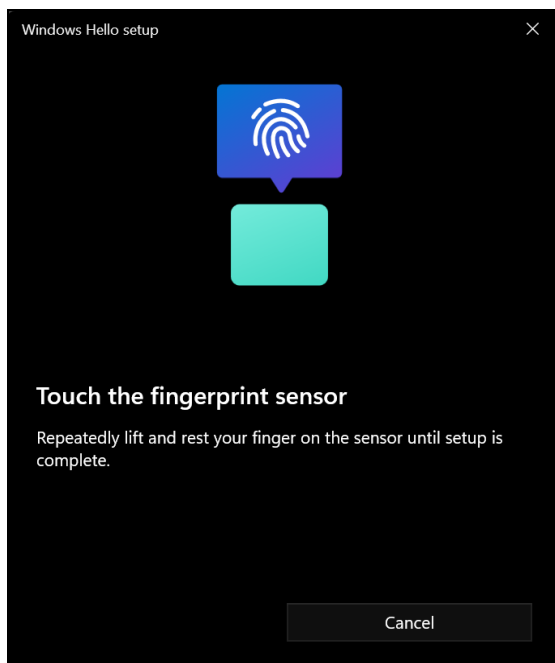 Windows Hello setup
Touch the fingerprint sensor
Repeatedly lift and rest your finger on the sensor until setup is
complete.
Cancel